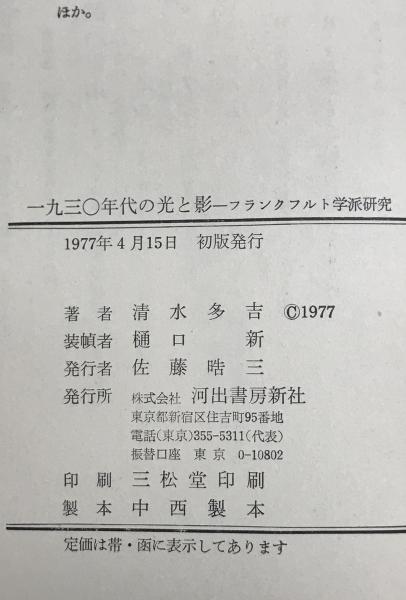 ほか。
一九三〇年代の光と影—フランクフルト学派研究
1977年4月15日 初版発行
著者 清水多吉 ©1977
装幀者 樋口新
発行者 佐藤晧三
発行所 株式会社 河出書房新社
東京都新宿区住吉町95番地
電話(東京)355-5311(代表)
振替口座 東京 0-10802
印刷 三松堂印刷
製本 中西製本
定価は帯・函に表示してあります